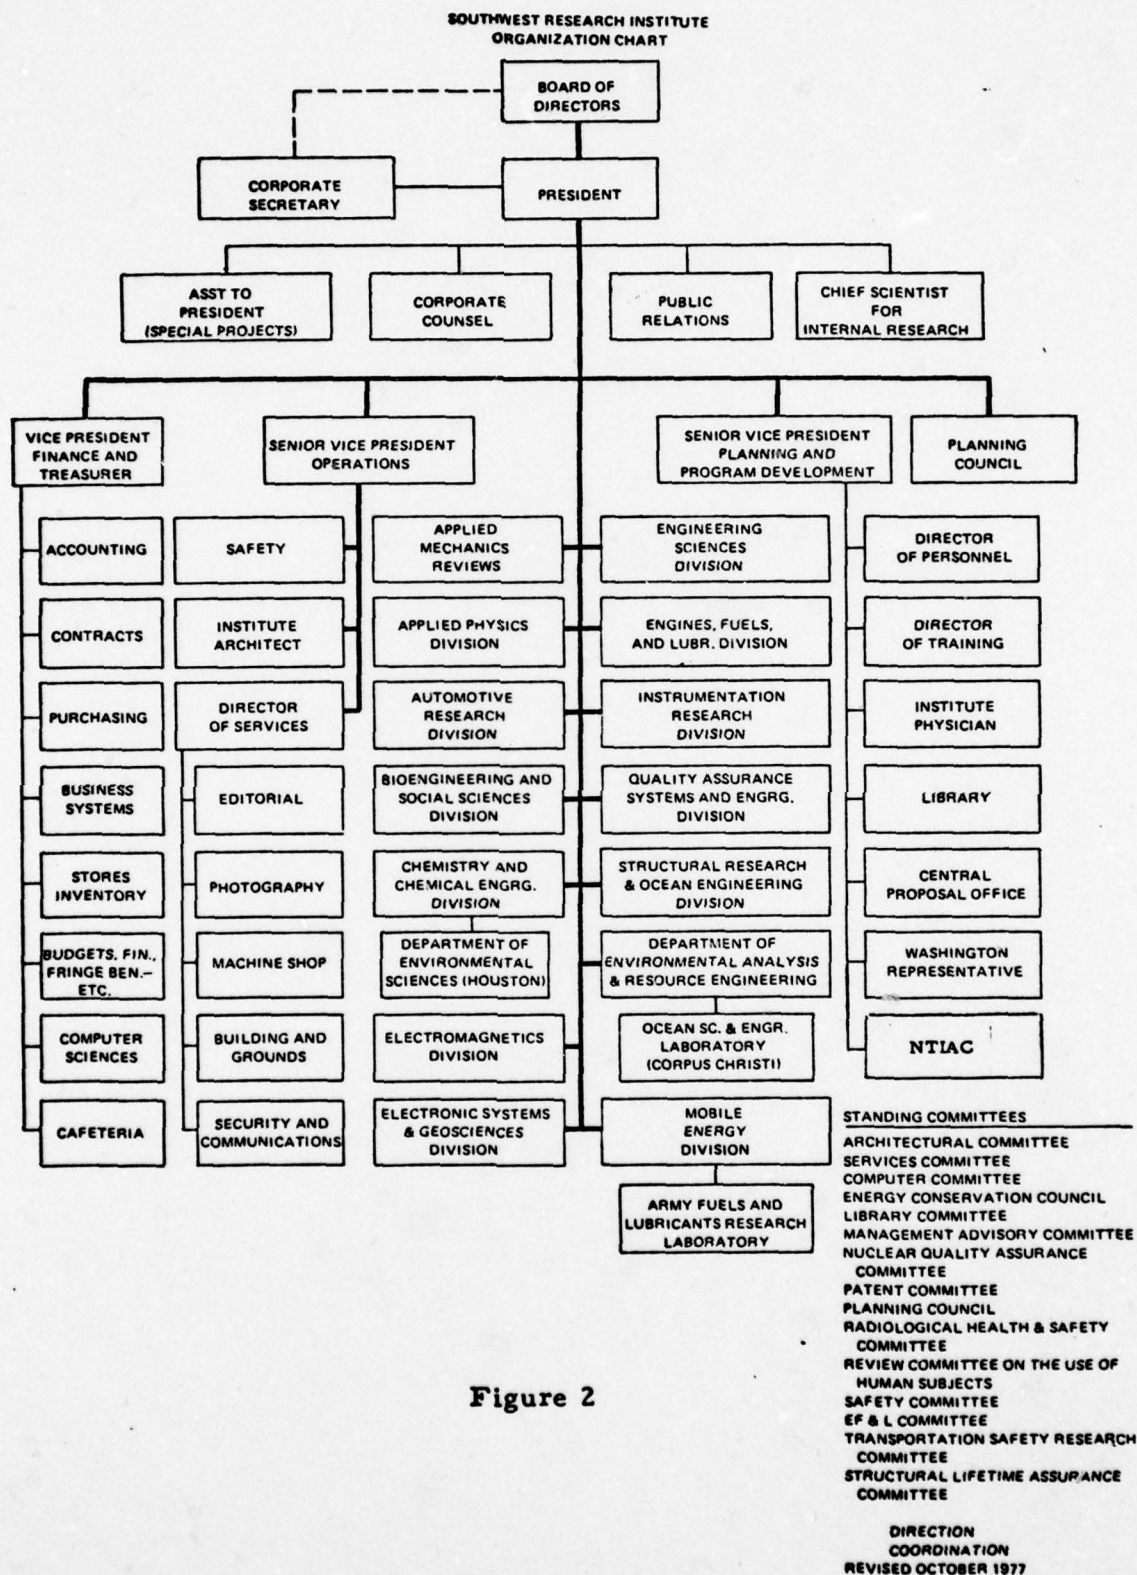 SOUTHWEST RESEARCH INSTITUTE
ORGANIZATION CHART
BOARD OF
DIRECTORS
CORPORATE
SECRETARY
PRESIDENT
ASST TO
PRESIDENT
(SPECIAL PROJECTS)
CORPORATE
COUNSEL
PUBLIC
RELATIONS
CHIEF SCIENTIST
FOR
INTERNAL RESEARCH
VICE PRESIDENT
FINANCE AND
TREASURER
SENIOR VICE PRESIDENT
OPERATIONS
SENIOR VICE PRESIDENT
PLANNING AND
PROGRAM DEVELOPMENT
PLANNING
COUNCIL
ACCOUNTING
CONTRACTS
PURCHASING
BUSINESS
SYSTEMS
STORES
INVENTORY
BUDGETS, FIN.,
FRINGE BEN.—
ETC.
COMPUTER
SCIENCES
CAFETERIA
SAFETY
INSTITUTE
ARCHITECT
DIRECTOR
OF SERVICES
EDITORIAL
PHOTOGRAPHY
MACHINE SHOP
BUILDING AND
GROUNDS
SECURITY AND
COMMUNICATIONS
APPLIED
MECHANICS
REVIEWS
APPLIED PHYSICS
DIVISION
AUTOMOTIVE
RESEARCH
DIVISION
BIOENGINEERING AND
SOCIAL SCIENCES
DIVISION
CHEMISTRY AND
CHEMICAL ENGRG.
DIVISION
DEPARTMENT OF
ENVIRONMENTAL
SCIENCES (HOUSTON)
ELECTROMAGNETICS
DIVISION
ELECTRONIC SYSTEMS
& GEOSCIENCES
DIVISION
ENGINEERING
SCIENCES
DIVISION
ENGINES, FUELS,
AND LUBR. DIVISION
INSTRUMENTATION
RESEARCH
DIVISION
QUALITY ASSURANCE
SYSTEMS AND ENGRG.
DIVISION
STRUCTURAL RESEARCH
& OCEAN ENGINEERING
DIVISION
DEPARTMENT OF
ENVIRONMENTAL ANALYSIS
& RESOURCE ENGINEERING
OCEAN SC. & ENGR.
LABORATORY
(CORPUS CHRISTI)
MOBILE
ENERGY
DIVISION
ARMY FUELS AND
LUBRICANTS RESEARCH
LABORATORY
DIRECTOR
OF PERSONNEL
DIRECTOR
OF TRAINING
INSTITUTE
PHYSICIAN
LIBRARY
CENTRAL
PROPOSAL OFFICE
WASHINGTON
REPRESENTATIVE
NTIAC
STANDING COMMITTEES
ARCHITECTURAL COMMITTEE
SERVICES COMMITTEE
COMPUTER COMMITTEE
ENERGY CONSERVATION COUNCIL
LIBRARY COMMITTEE
MANAGEMENT ADVISORY COMMITTEE
NUCLEAR QUALITY ASSURANCE
COMMITTEE
PATENT COMMITTEE
PLANNING COUNCIL
RADIOLOGICAL HEALTH & SAFETY
COMMITTEE
REVIEW COMMITTEE ON THE USE OF
HUMAN SUBJECTS
SAFETY COMMITTEE
EF & L COMMITTEE
TRANSPORTATION SAFETY RESEARCH
COMMITTEE
STRUCTURAL LIFETIME ASSURANCE
COMMITTEE
DIRECTION
COORDINATION
REVISED OCTOBER 1977
Figure 2